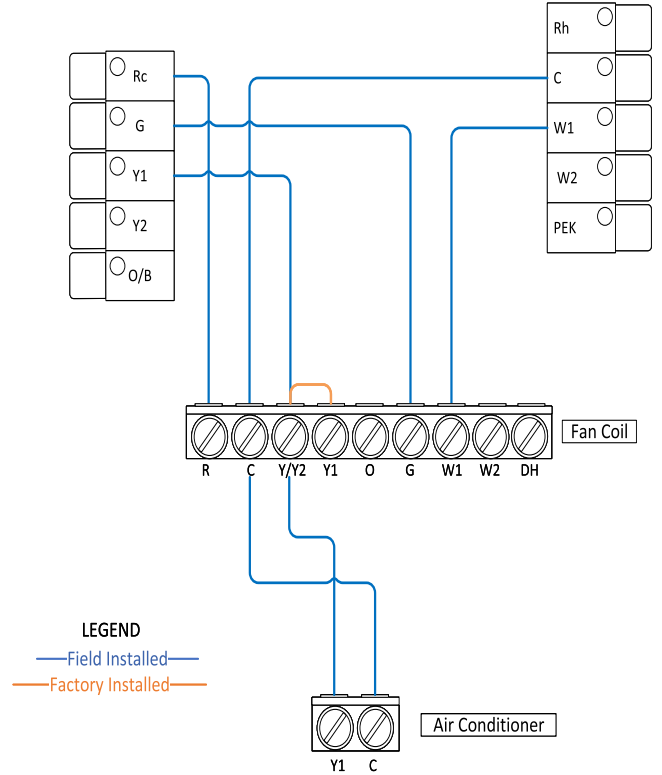 Rc
G
Y1
Y2
O/B
Rh
C
W1
W2
PEK
R C Y/Y2 Y1 O G W1 W2 DH
Fan Coil
LEGEND
Field Installed
Factory Installed
Air Conditioner
Y1 C